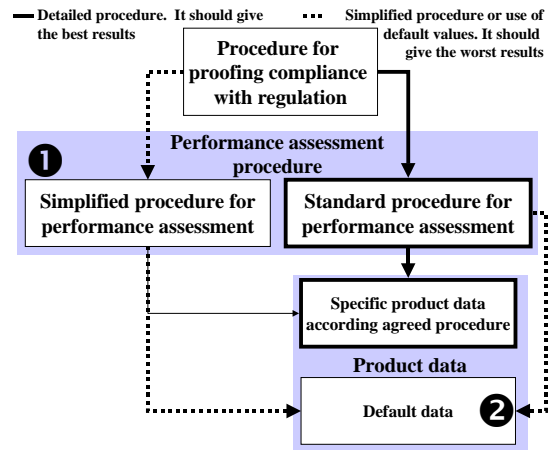 Detailed procedure. It should give
the best results
Simplified procedure or use of
default values. It should
give the worst results
Procedure for
proofing compliance
with regulation
1
Performance assessment
procedure
Simplified procedure for
performance assessment
Standard procedure for
performance assessment
Specific product data
according agreed procedure
Product data
Default data
2